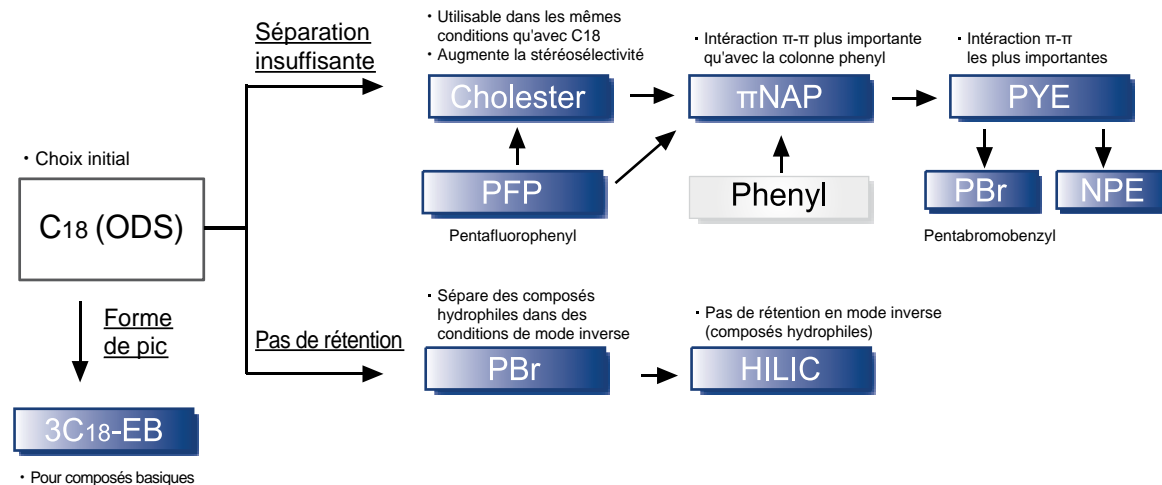 ・Choix initial
C18 (ODS)
Séparation
insuffisante
・Utilisable dans les mêmes
conditions qu'avec C18
・Augmente la stéréosélectivité
Cholester
・Intéraction π-π plus importante
qu'avec la colonne phenyl
πNAP
・Intéraction π-π
les plus importantes
PYE
PFP
Pentafluorophenyl
Phenyl
PBr
Pentabromobenzyl
NPE
Pas de rétention
・Sépare des composés
hydrophiles dans des
conditions de mode inverse
PBr
・Pas de rétention en mode inverse
(composés hydrophiles)
HILIC
Forme
de pic
3C18-EB
・Pour composés basiques